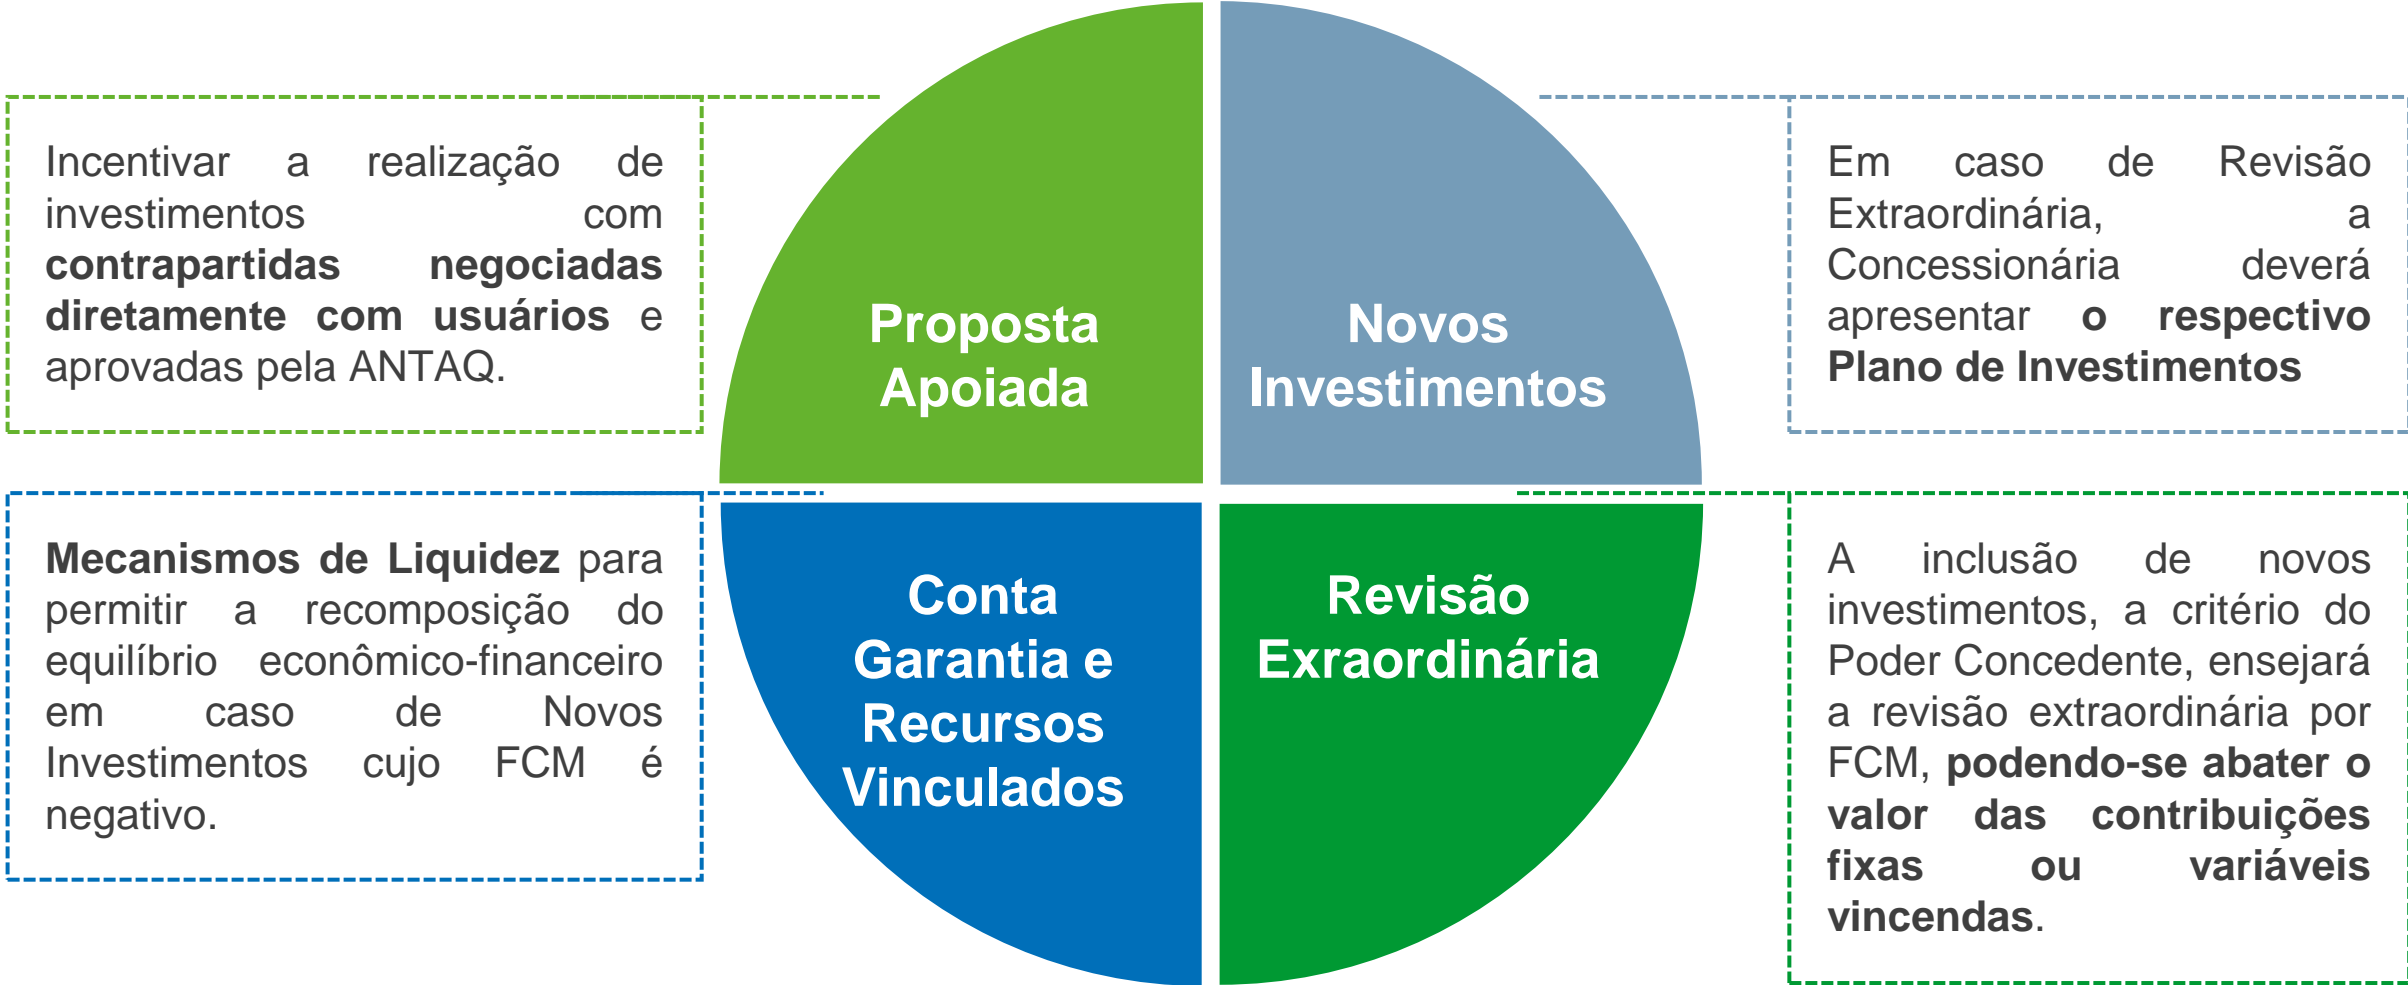 Incentivar a realização de
investimentos com
contrapartidas negociadas
diretamente com usuários e
aprovadas pela ANTAQ.
Proposta
Apoiada
Novos
Investimentos
Em caso de Revisão
Extraordinária, a
Concessionária deverá
apresentar o respectivo
Plano de Investimentos
Mecanismos de Liquidez para
permitir a recomposição do
equilíbrio econômico-financeiro
em caso de Novos
Investimentos cujo FCM é
negativo.
Conta
Garantia e
Recursos
Vinculados
Revisão
Exraordinária
A inclusão de novos
investimentos, a critério do
Poder Concedente, ensejará
a revisão extraordinária por
FCM, podendo-se abater o
valor das contribuições
fixas ou variáveis
vincendas.